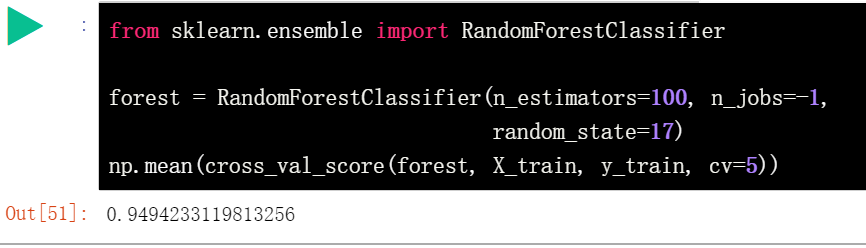 :
from sklearn.ensemble import RandomForestClassifier
forest = RandomForestClassifier(n_estimators=100, n_jobs=-1,
random_state=17)
np.mean(cross_val_score(forest, X_train, y_train, cv=5))
Out[51]: 0.9494233119813256